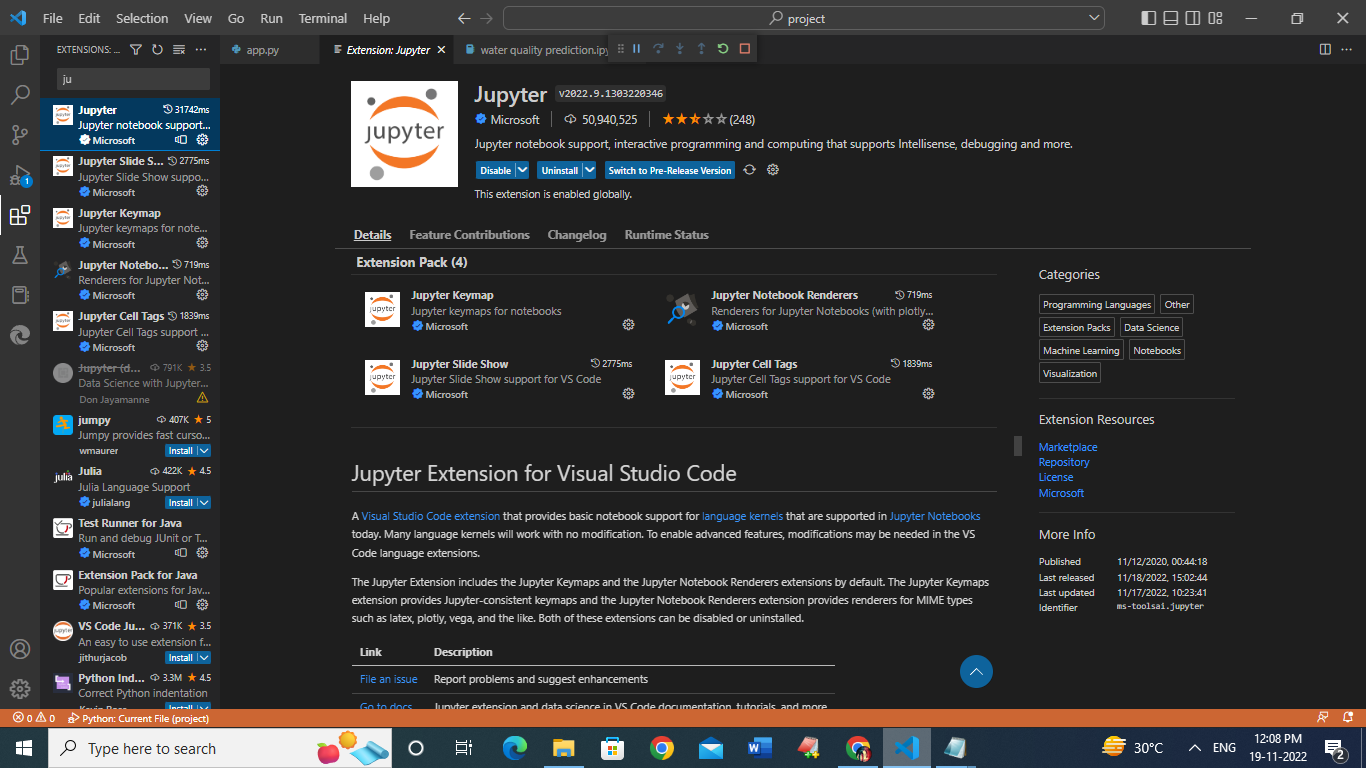 File Edit Selection View Go Run Terminal Help
project
EXTENSIONS: ...
app.py
Extension: Jupyter
water quality prediction.ipy
ju
Jupyter 31742ms
Jupyter notebook support...
Microsoft
Jupyter Slide S... 2775ms
Jupyter Slide Show suppo...
Microsoft
Jupyter Keymap
Jupyter keymaps for note...
Microsoft
Jupyter Notebo... 719ms
Renderers for Jupyter Not...
Microsoft
Jupyter Cell Tags 1839ms
Jupyter Cell Tags support ...
Microsoft
Jupyter (d... 791K 3.5
Data Science with Jupyter...
Don Jayamanne
jumpy 407K 5
Jumpy provides fast curso...
wmaurer Install
Julia 422K 4.5
Julia Language Support
julialang Install
Test Runner for Java
Run and debug JUnit or T...
Microsoft
Extension Pack for Java
Popular extensions for Jav...
Microsoft
VS Code Ju... 371K 3.5
An easy to use extension f...
jithurjacob Install
Python Ind... 3.3M 4.5
Correct Python indentation
Kevin Rose Install
1
jupyter
Jupyter v2022.9.1303220346
Microsoft 50,940,525 (248)
Jupyter notebook support, interactive programming and computing that supports Intellisense, debugging and more.
Disable Uninstall Switch to Pre-Release Version
This extension is enabled globally.
Details Feature Contributions Changelog Runtime Status
Extension Pack (4)
Jupyter Keymap
Jupyter keymaps for notebooks
Microsoft
Jupyter Notebook Renderers 719ms
Renderers for Jupyter Notebooks (with plotly...
Microsoft
Jupyter Slide Show 2775ms
Jupyter Slide Show support for VS Code
Microsoft
Jupyter Cell Tags 1839ms
Jupyter Cell Tags support for VS Code
Microsoft
Jupyter Extension for Visual Studio Code
A Visual Studio Code extension that provides basic notebook support for language kernels that are supported in Jupyter Notebooks
today. Many language kernels will work with no modification. To enable advanced features, modifications may be needed in the VS
Code language extensions.
The Jupyter Extension includes the Jupyter Keymaps and the Jupyter Notebook Renderers extensions by default. The Jupyter Keymaps
extension provides Jupyter-consistent keymaps and the Jupyter Notebook Renderers extension provides renderers for MIME types
such as latex, plotly, vega, and the like. Both of these extensions can be disabled or uninstalled.
Link Description
File an issue Report problems and suggest enhancements
Go to docs Jupyter extension and data science in VS Code documentation, tutorials, and more
Categories
Programming Languages Other
Extension Packs Data Science
Machine Learning Notebooks
Visualization
Extension Resources
Marketplace
Repository
License
Microsoft
More Info
Published 11/12/2020, 00:44:18
Last released 11/18/2022, 15:02:44
Last updated 11/17/2022, 10:23:41
Identifier ms-toolsai.jupyter
0 0 Python: Current File (project)
Type here to search
30°C ENG 12:08 PM
19-11-2022
2